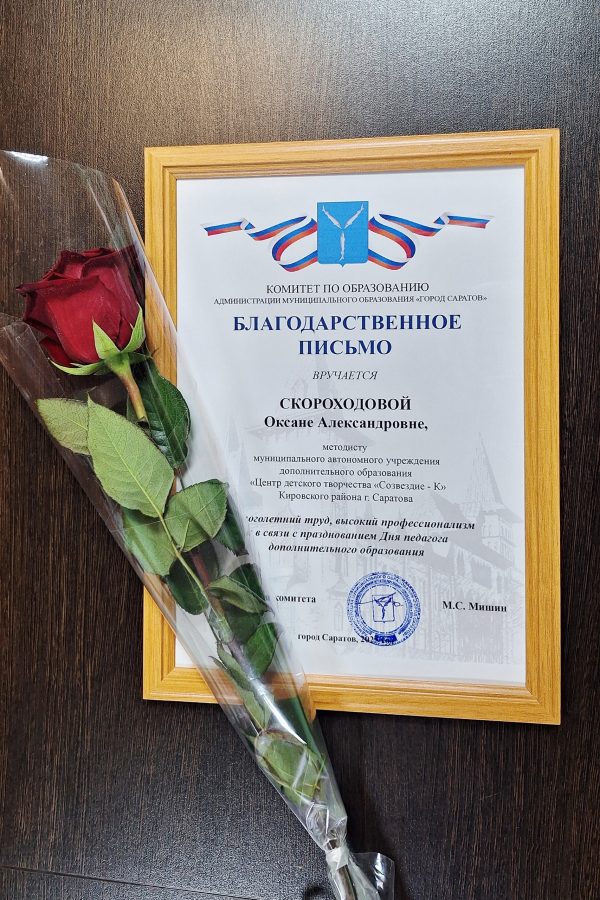 КОМИТЕТ ПО ОБРАЗОВАНИЮ
АДМИНИСТРАЦИИ МУНИЦИПАЛЬНОГО ОБРАЗОВАНИЯ «ГОРОД САРАТОВ»
БЛАГОДАРСТВЕННОЕ
ПИСЬМО
ВРУЧАЕТСЯ
СКОРОХОДОВОЙ
Оксане Александровне,
методисту
муниципального автономного учреждения
дополнительного образования
«Центр детского творчества «Созвездие - К»
Кировского района г. Саратова
труд, высокий профессионализм
в связи с празднованием Дня педагога
дополнительного образования
комитета
М.С. Мишин
город Саратов,